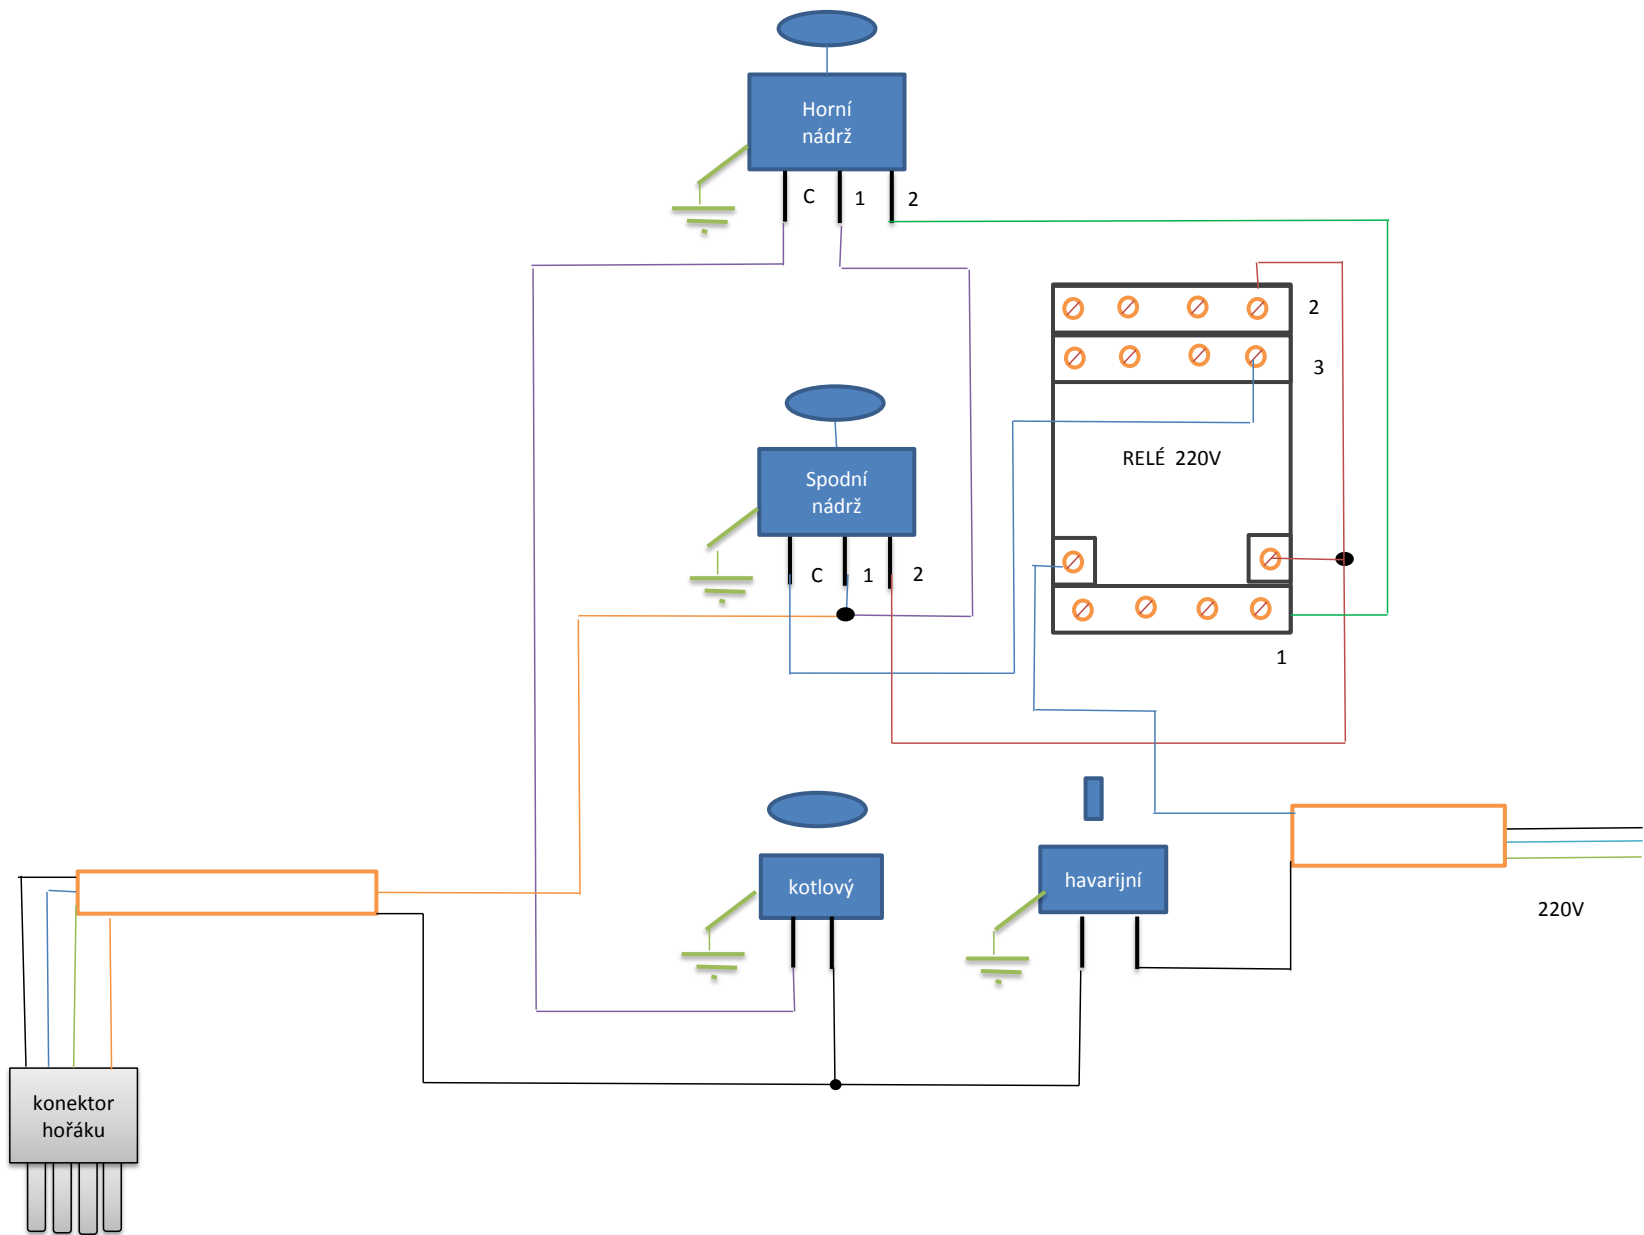 Horní
nádrž
C
1
2
2
3
RELÉ 220V
Spodní
nádrž
C
1
2
1
kotlový
havarijní
220V
konektor
hořáku